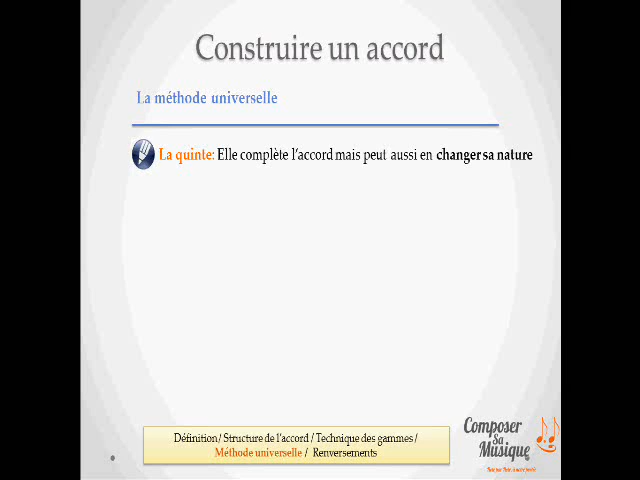 Construire un accord
La méthode universelle
La quinte: Elle complète l'accord mais peut aussi en changer sa nature
Définition / Structure de l'accord / Technique des gammes /
Méthode universelle / Renversements
Composer
Sa
Musique